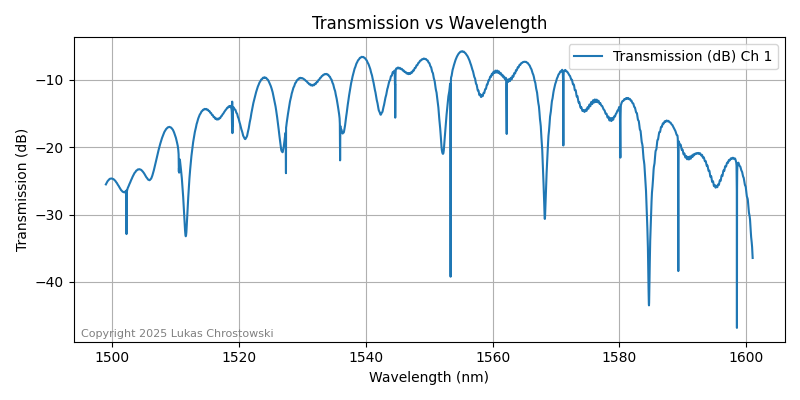 Transmission vs Wavelength
Transmission (dB) Ch 1
Transmission (dB)
−10
−20
−30
−40
Copyright 2025 Lukas Chrostowski
1500
1520
1540
1560
1580
1600
Wavelength (nm)